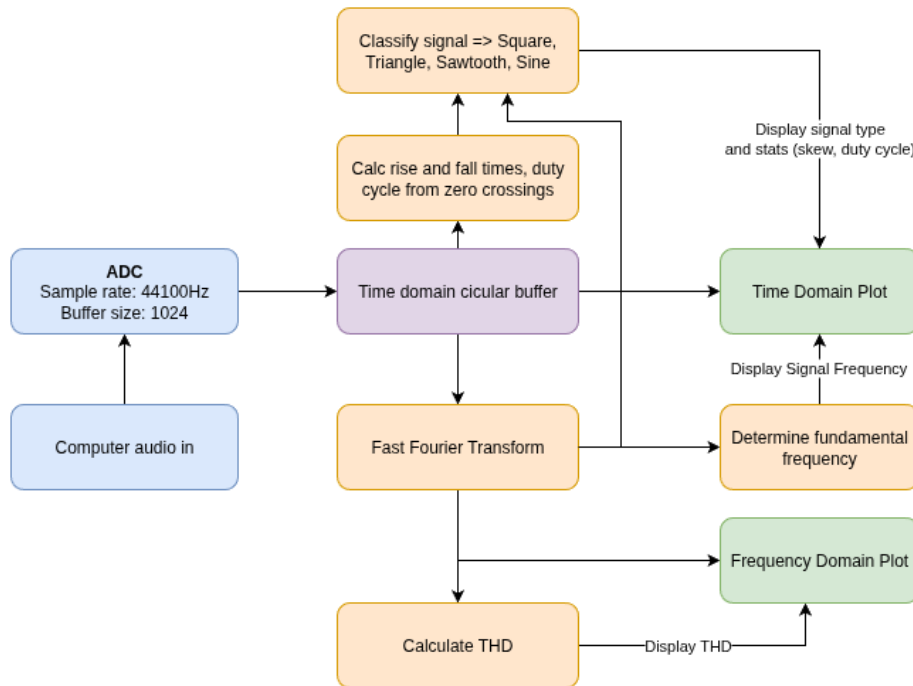 Classify signal => Square,
Triangle, Sawtooth, Sine
Display signal type
and stats (skew, duty cycle)
Calc rise and fall times, duty
cycle from zero crossings
ADC
Sample rate: 44100Hz
Buffer size: 1024
Time domain cicular buffer
Time Domain Plot
Display Signal Frequency
Computer audio in
Fast Fourier Transform
Determine fundamental
frequency
Frequency Domain Plot
Calculate THD
Display THD